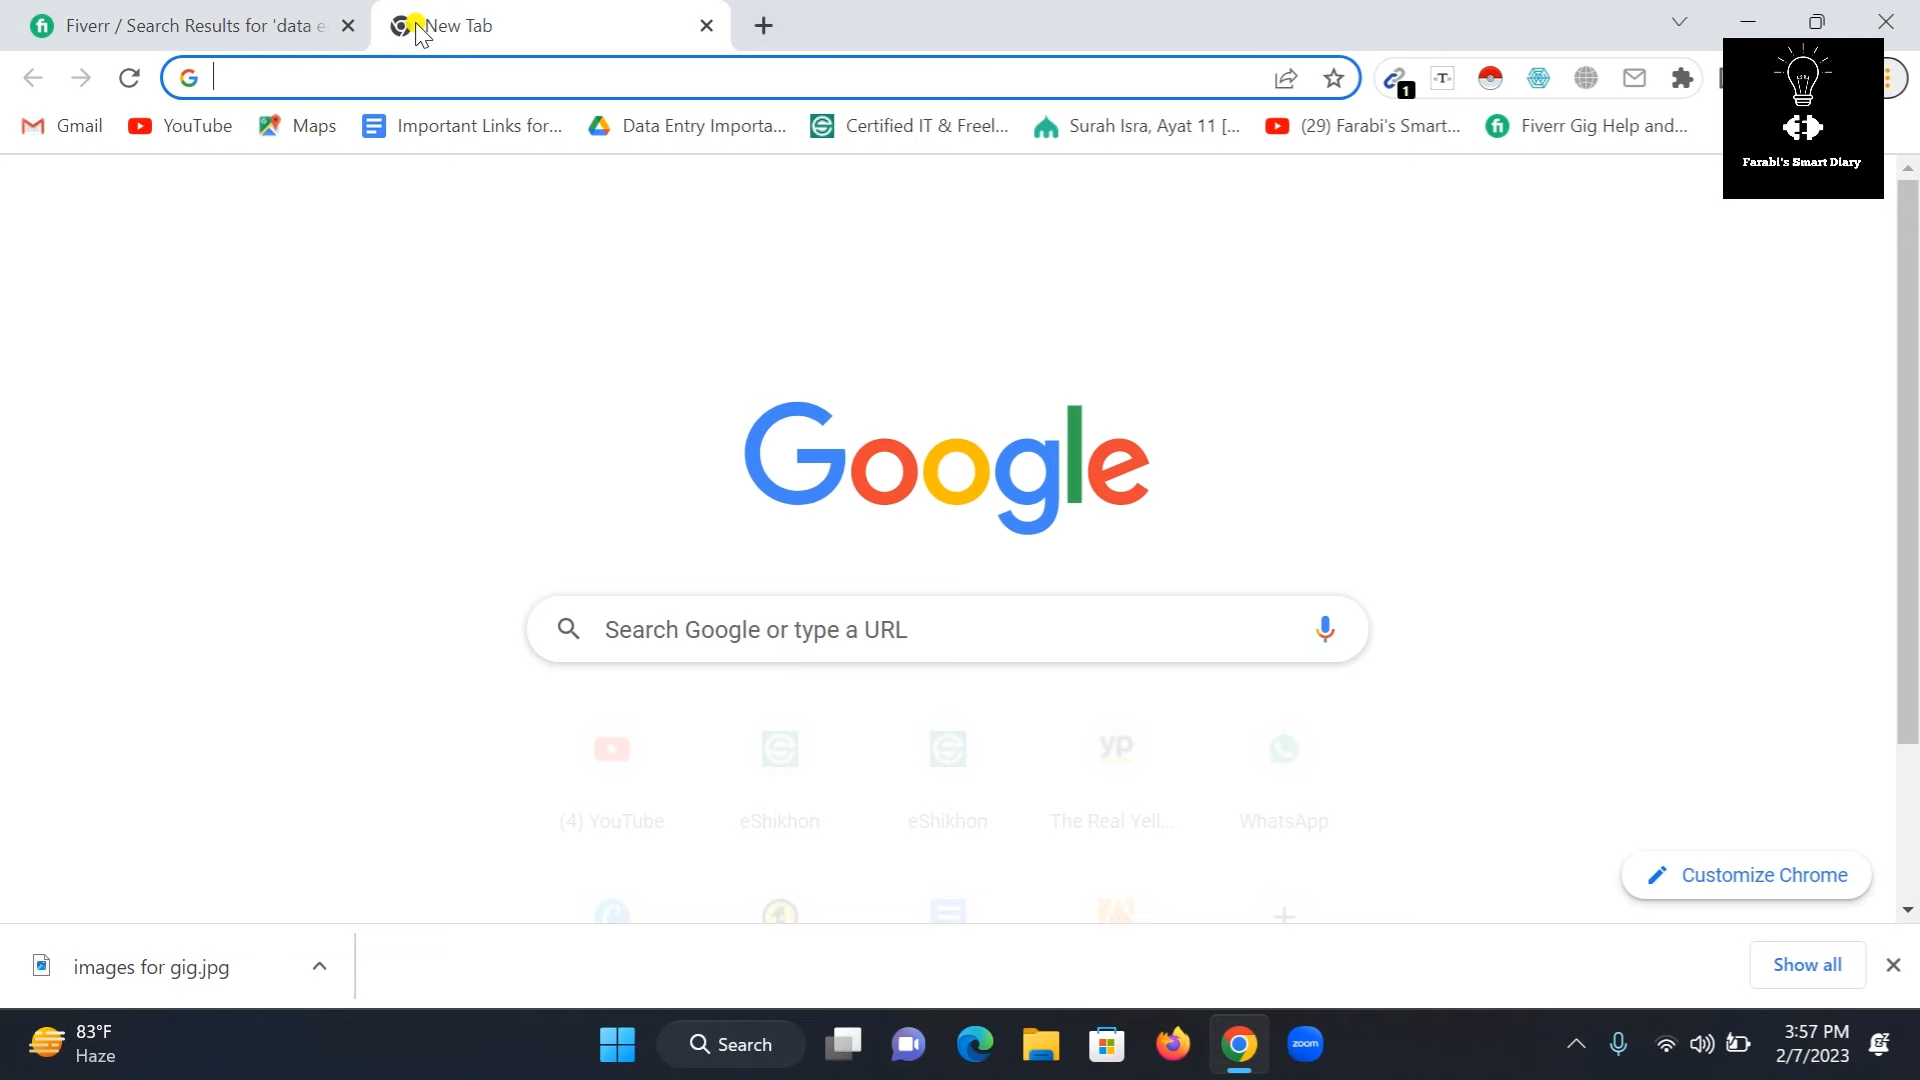 Fiverr / Search Results for 'data e
New Tab
1
Gmail
YouTube
Maps
Important Links for...
Data Entry Importa...
Certified IT & Freel...
Surah Isra, Ayat 11 [...
(29) Farabi's Smart...
Fiverr Gig Help and...
Farabi's Smart Diary
Google
Search Google or type a URL
yp
(4) YouTube
eShikhon
eShikhon
The Real Yell...
WhatsApp
Customize Chrome
images for gig.jpg
Show all
83°F
Haze
Search
zoom
3:57 PM
2/7/2023